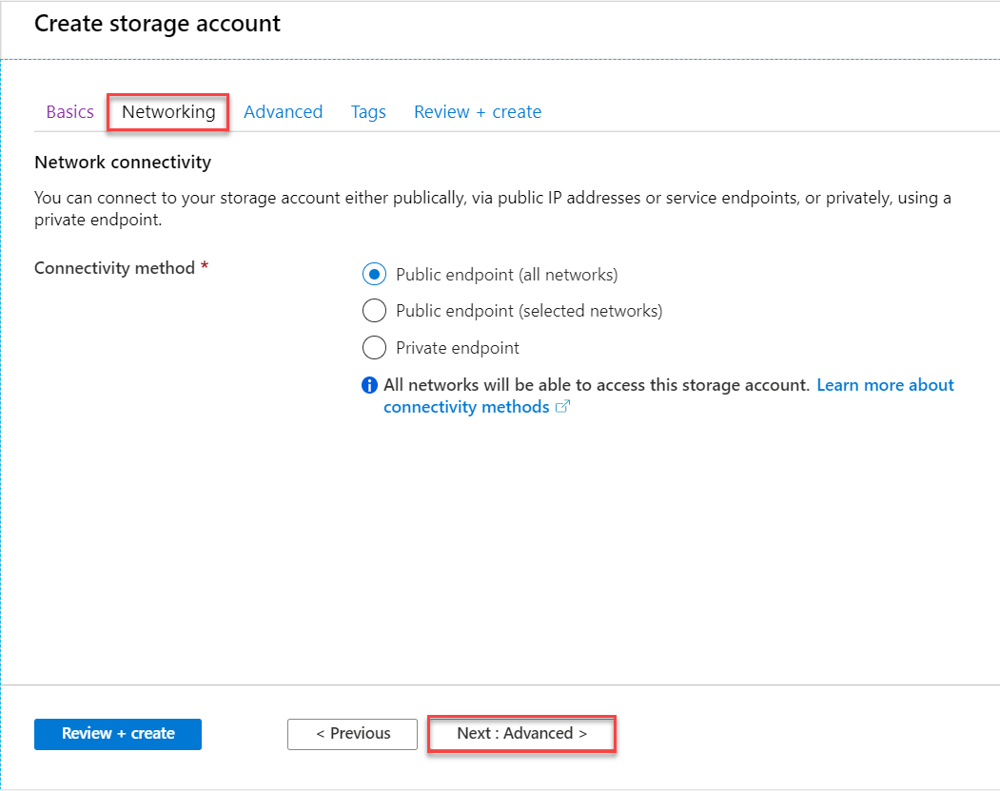 Create storage account
Basics Networking Advanced Tags Review + create
Network connectivity
You can connect to your storage account either publically, via public IP addresses or service endpoints, or privately, using a
private endpoint.
Connectivity method *
Public endpoint (all networks)
Public endpoint (selected networks)
Private endpoint
All networks will be able to access this storage account. Learn more about
connectivity methods
Review + create < Previous Next : Advanced >